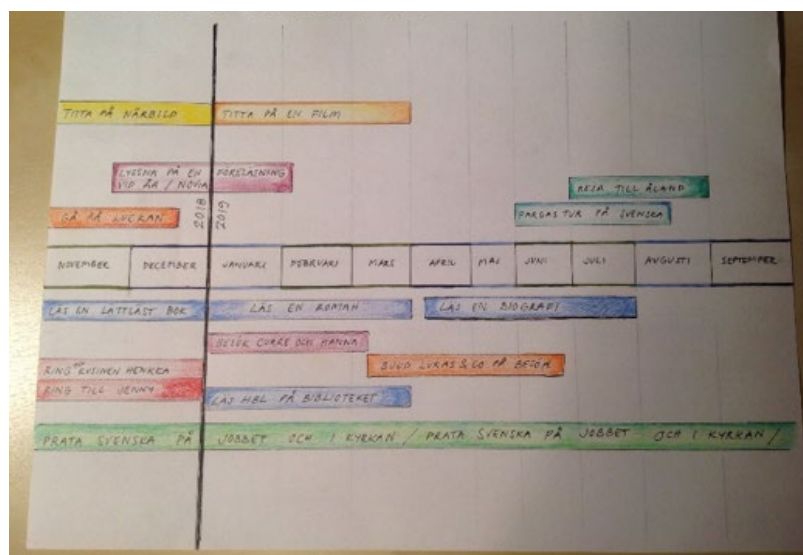 TITTA PÅ NÄRBILD
TITTA PÅ EN FILM
LYSSNA PÅ EN FÖRELÄSNING
VID ÅA / NOVIA
RESA TILL ÅLAND
PARGAS TUR PÅ SVENSKA
GÅ PÅ LUCKAN
2018
2019
NOVEMBER DECEMBER JANUARI FEBRUARI MARS APRIL MAJ JUNI JULI AUGUSTI SEPTEMBER
LÄS EN LÄTTLÄST BOK
LÄS EN ROMAN
LÄS EN BIOGRAFI
BESÖK CURRE OCH HANNA
RING KUSINEN HENKKA
BJUD LUKAS & CO PÅ BESÖK
RING TILL JENNY
LÄS HBL PÅ BIBLIOTEKET
PRATA SVENSKA PÅ JOBBET OCH I KYRKAN / PRATA SVENSKA PÅ JOBBET OCH I KYRKAN /